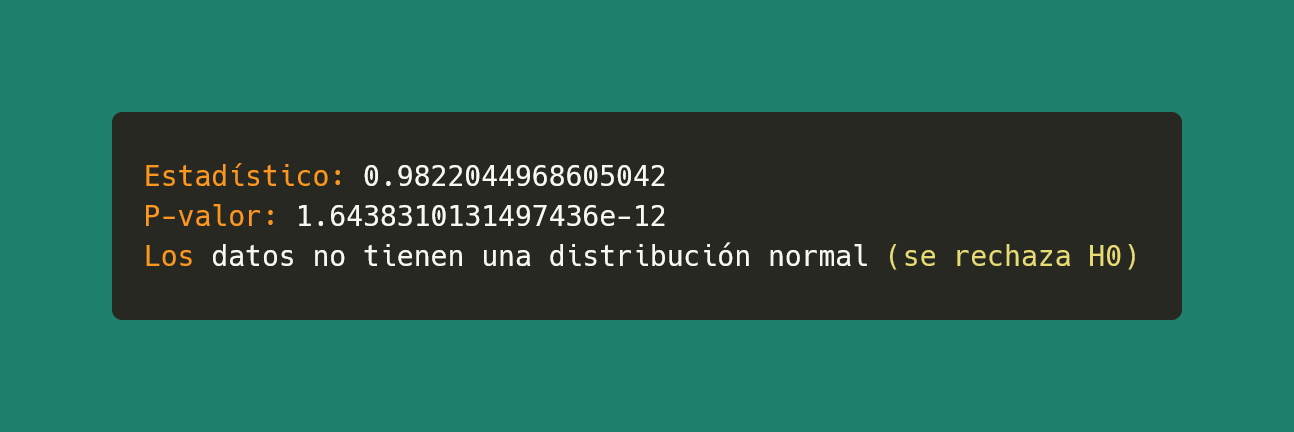 Estadístico: 0.9822044968605042
P-valor: 1.6438310131497436e-12
Los datos no tienen una distribución normal (se rechaza H0)